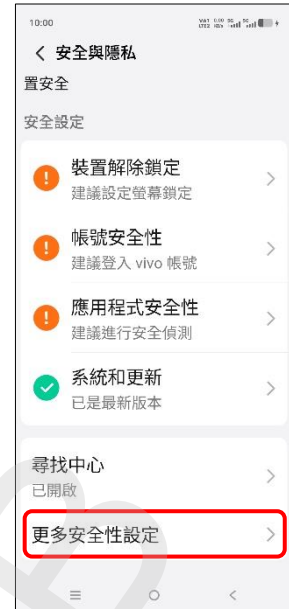 10:00
安全與隱私
置安全
安全設定
裝置解除鎖定
建議設定螢幕鎖定
帳號安全性
建議登入 vivo 帳號
應用程式安全性
建議進行安全偵測
系統和更新
已是最新版本
尋找中心
已開啟
更多安全性設定